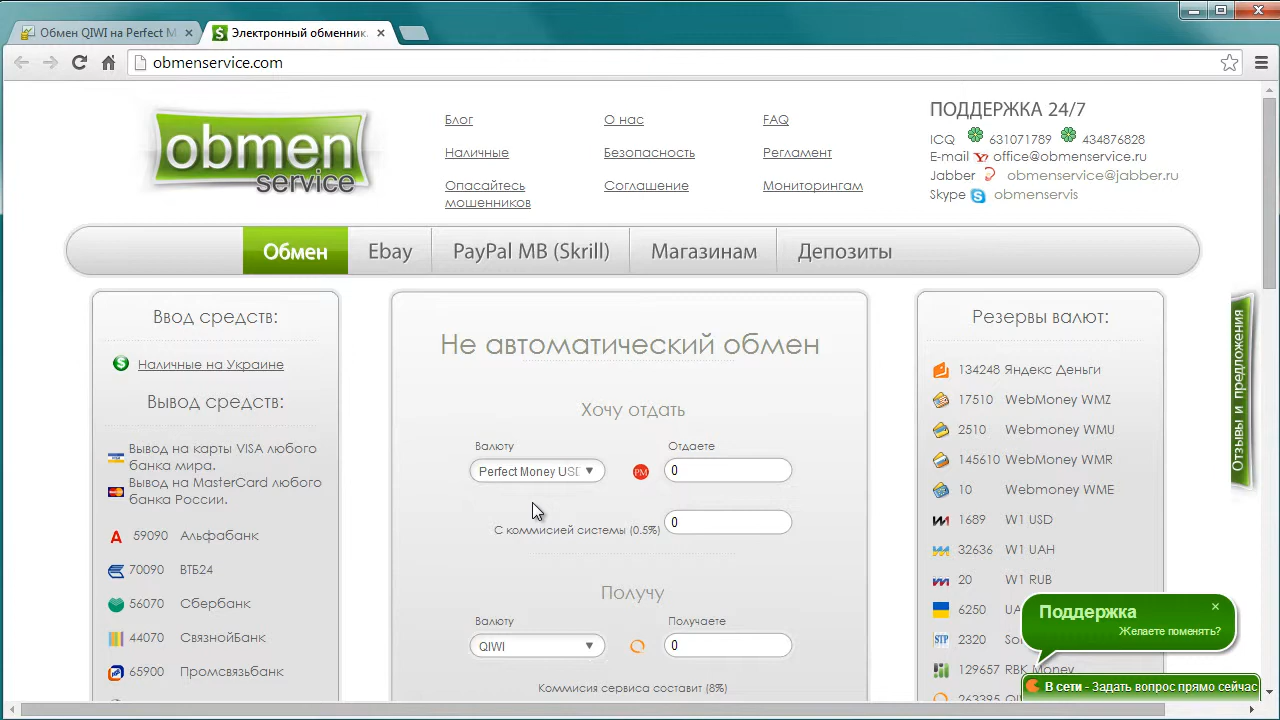 Обмен QIWI на Perfect M
Электронный обменник.
obmenservice.com
obmen
service
Блог
О нас
FAQ
Наличные
Безопасность
Регламент
Опасайтесь
мошенников
Соглашение
Мониторингам
ПОДДЕРЖКА 24/7
ICQ 631071789 434876828
E-mail office@obmenservice.ru
Jabber obmenservice@jabber.ru
Skype obmenservis
Обмен
Ebay
PayPal MB (Skrill)
Магазинам
Депозиты
Ввод средств:
Наличные на Украине
Вывод средств:
Вывод на карты VISA любого
банка мира.
Вывод на MasterCard любого
банка России.
59090 Альфабанк
70090 ВТБ24
56070 Сбербанк
44070 СвязнойБанк
65900 Промсвязьбанк
Не автоматический обмен
Хочу отдать
Валюту
Отдаете
Perfect Money USD
PM
0
С коммисией системы (0.5%)
0
Получу
Валюту
Получаете
QIWI
0
Коммисия сервиса составит (8%)
Резервы валют:
134248 Яндекс Деньги
17510 WebMoney WMZ
2510 Webmoney WMU
145610 Webmoney WMR
10 Webmoney WME
1689 W1 USD
32636 W1 UAH
20 W1 RUB
6250 UA
2320 So
129657 RBK Money
263395 QI
Отзывы и предложения
Поддержка
Желаете поменять?
В сети - Задать вопрос прямо сейчас